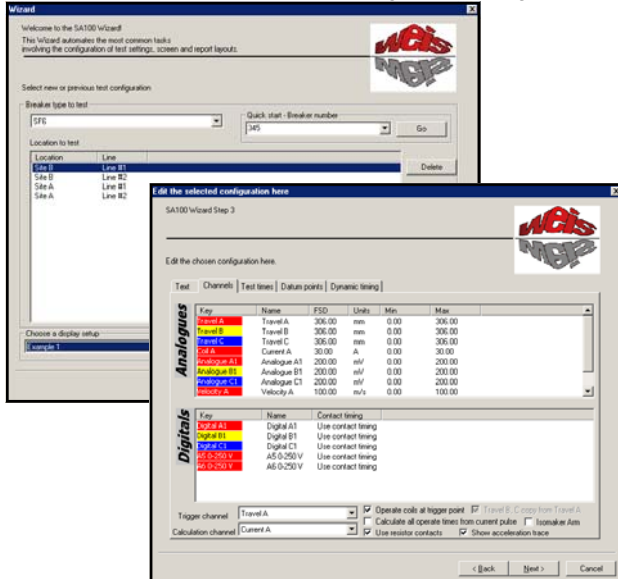 Wizard
Welcome to the SA100 Wizard!
This Wizard automates the most common tasks
involving the configuration of test settings, screen and report layouts.
weis
Select new or previous test configuration
Breaker type to test
SF6
Quick start - Breaker number
345
Go
Location to test
Location Line
Site B Line #1
Site B Line #2
Site A Line #1
Site A Line #2
Delete
Choose a display setup
Example 1
Edit the selected configuration here
SA100 Wizard Step 3
weis
Edit the chosen configuration here.
Text Channels Test times Datum points Dynamic timing
Analogues
Key Name FSD Units Min Max
Travel A Travel A 306.00 mm 0.00 306.00
Travel B Travel B 306.00 mm 0.00 306.00
Travel C Travel C 306.00 mm 0.00 306.00
Coil A Current A 30.00 A 0.00 30.00
Analogue A1 Analogue A1 200.00 mV 0.00 200.00
Analogue B1 Analogue B1 200.00 mV 0.00 200.00
Analogue C1 Analogue C1 200.00 mV 0.00 200.00
Velocity A Velocity A 100.00 m/s 0.00 100.00
Digitals
Key Name Contact timing
Digital A1 Digital A1 Use contact timing
Digital B1 Digital B1 Use contact timing
Digital C1 Digital C1 Use contact timing
A5 0-250 V A5 0-250 V Use contact timing
A6 0-250 V A6 0-250 V Use contact timing
Trigger channel Travel A Operate coils at trigger point Travel B, C copy from Travel A
Calculate all operate times from current pulse Isomaker Arm
Calculation channel Current A Use resistor contacts Show acceleration trace
< Back Next > Cancel